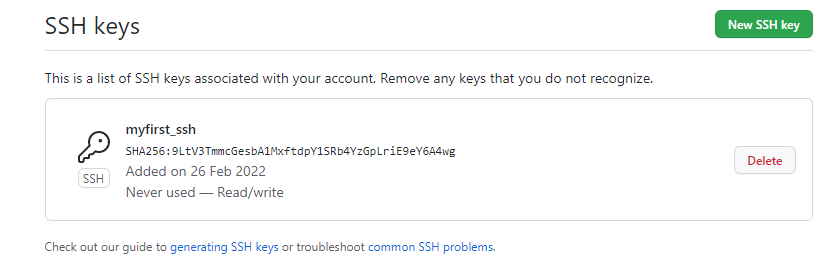 SSH keys
New SSH key
This is a list of SSH keys associated with your account. Remove any keys that you do not recognize.
myfirst_ssh
SHA256:9LtV3TmmcGesbA1MxftdpY1SRb4YzGpLriE9eY6A4wg
SSH
Added on 26 Feb 2022
Never used — Read/write
Delete
Check out our guide to generating SSH keys or troubleshoot common SSH problems.